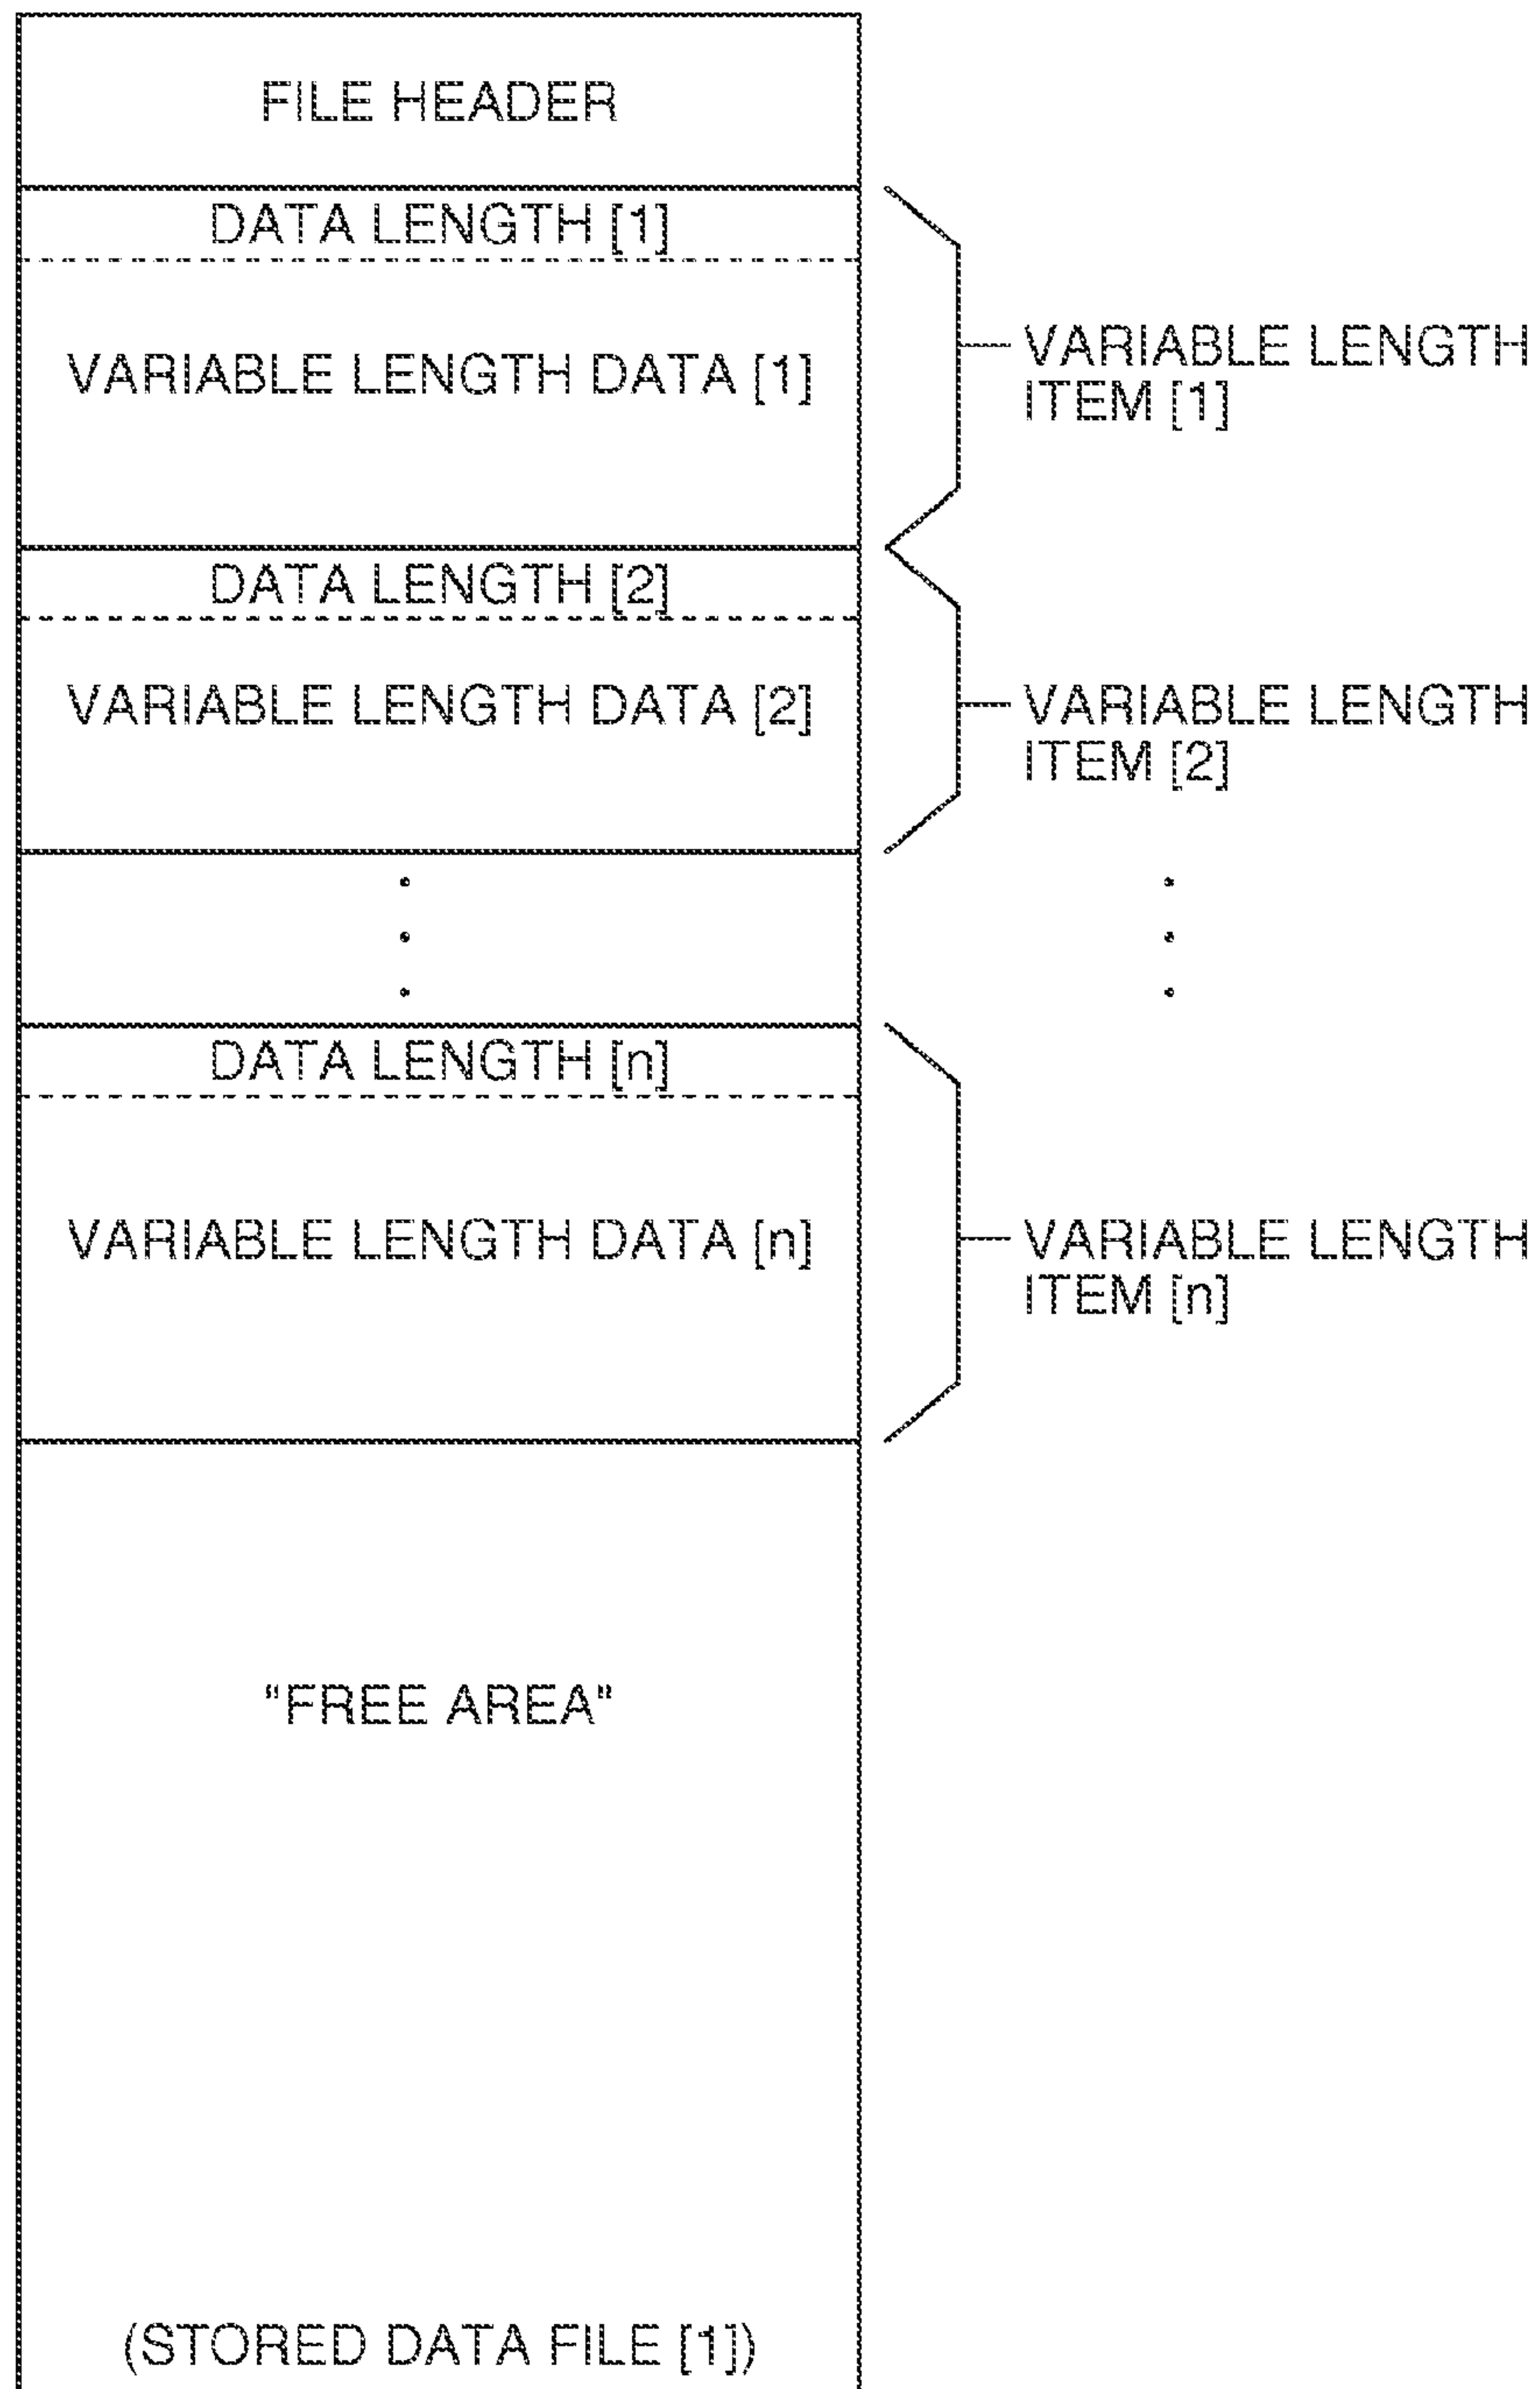 FILE HEADER
DATA LENGTH [1]
VARIABLE LENGTH DATA [1]
VARIABLE LENGTH
ITEM [1]
DATA LENGTH [2]
VARIABLE LENGTH DATA [2]
VARIABLE LENGTH
ITEM [2]
DATA LENGTH [n]
VARIABLE LENGTH DATA [n]
VARIABLE LENGTH
ITEM [n]
"FREE AREA"
(STORED DATA FILE [1])